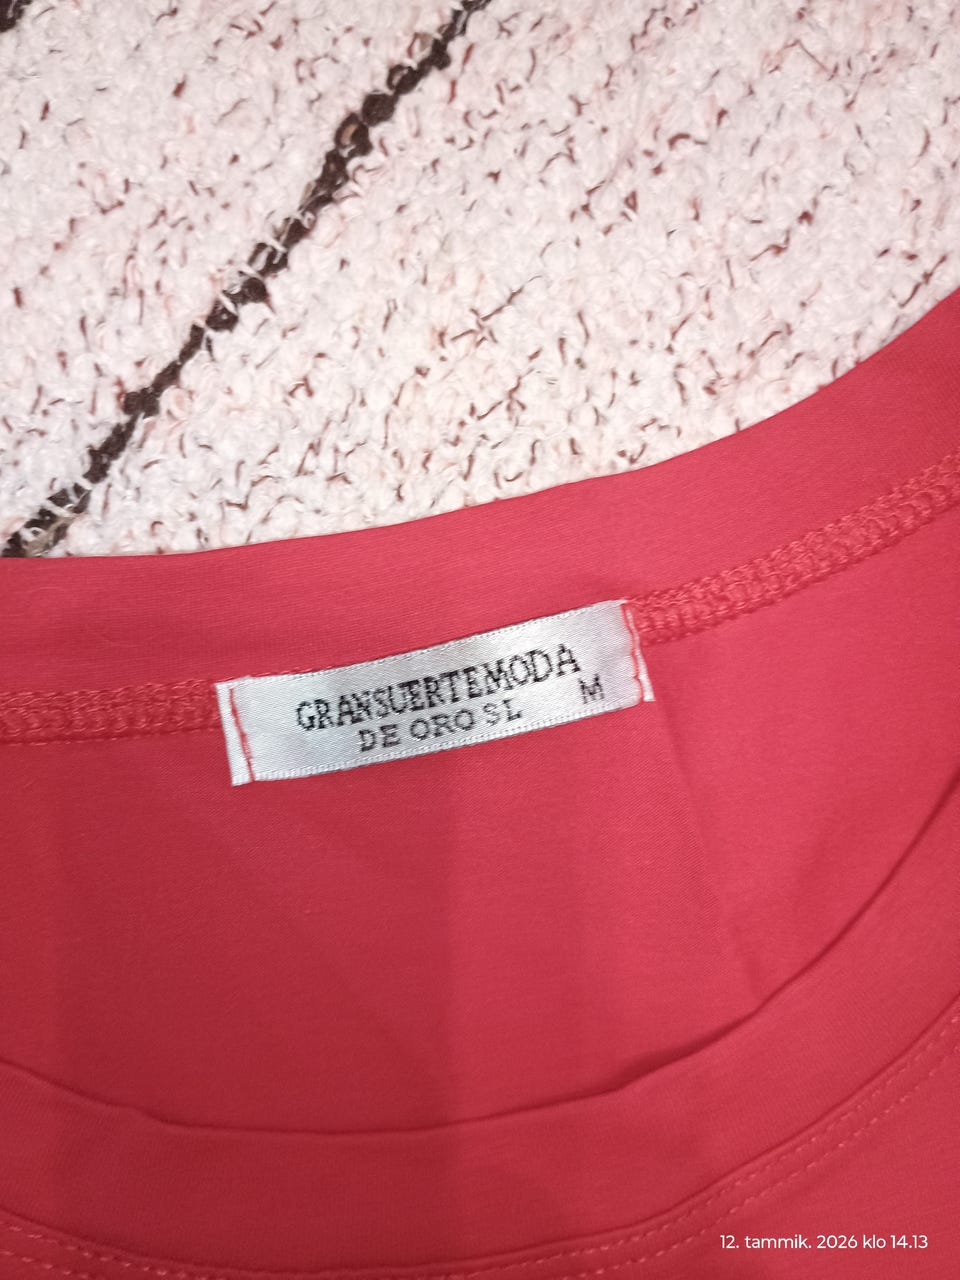 GRANSUERTEMODA
DE ORO SL M
12. tammik. 2026 klo 14.13